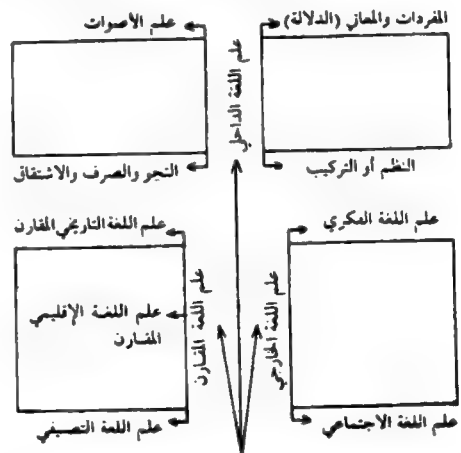 المفردات والمعاني (الدلالة)
علم الأصوات
علم اللغة الداخلي
النظم أو التركيب
النحو والصرف والاشتقاق
علم اللغة الفكري
علم اللغة التاريخي المقارن
علم اللغة الخارجي
علم اللغة المقارن
علم اللغة الإقليمي
المقارن
علم اللغة الاجتماعي
علم اللغة التصنيفي